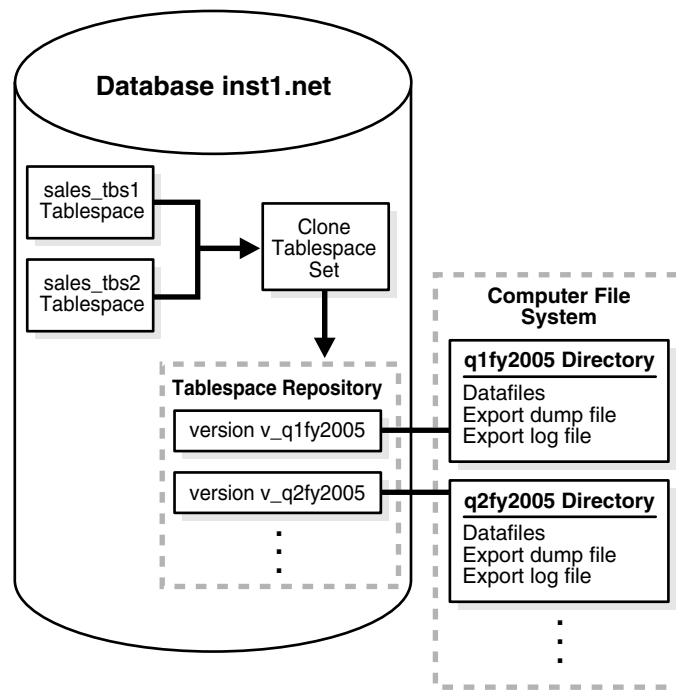 Database inst1.net
sales_tbs1
Tablespace
sales_tbs2
Tablespace
Clone
Tablespace
Set
Tablespace Repository
version v_q1fy2005
version v_q2fy2005
Computer File
System
q1fy2005 Directory
Datafiles
Export dump file
Export log file
q2fy2005 Directory
Datafiles
Export dump file
Export log file